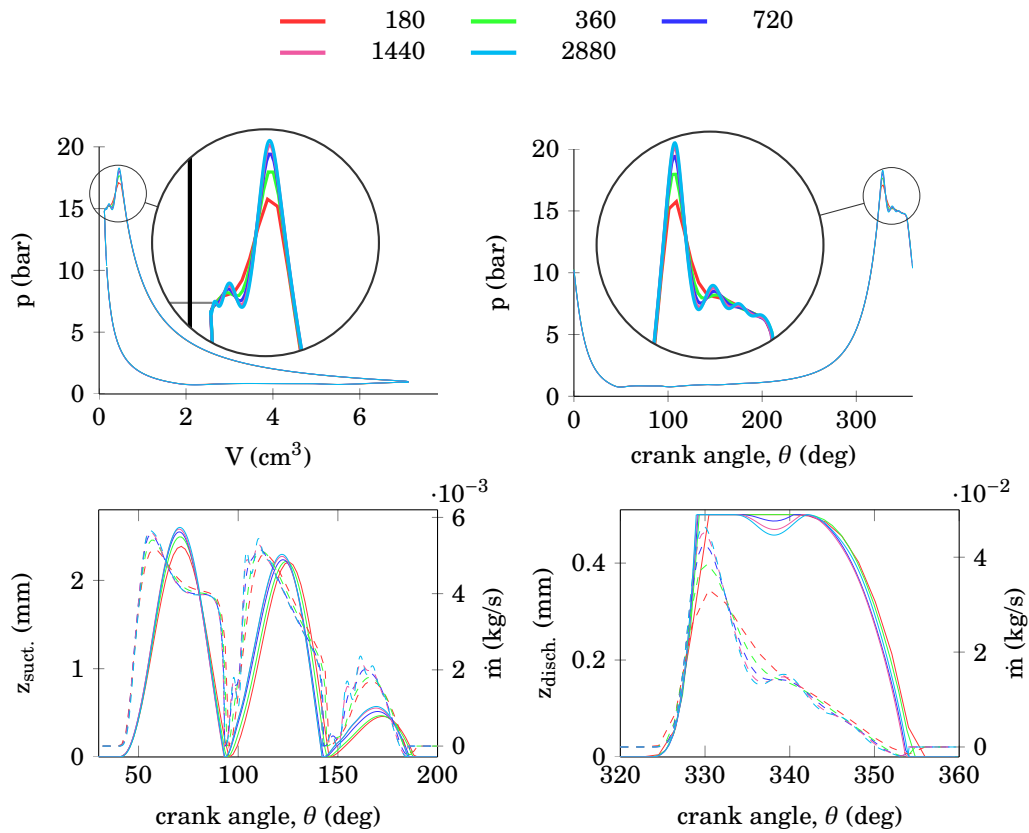 180 360 720
1440 2880
20
15
10
5
0
0 2 4 6
p (bar)
V (cm³)
20
15
10
5
0
0 100 200 300
p (bar)
crank angle, θ (deg)
·10⁻³
2
1
0
50 100 150 200
6
4
2
0
z_suct. (mm)
ṁ (kg/s)
crank angle, θ (deg)
·10⁻²
0.4
0.2
0
320 330 340 350 360
4
2
0
z_disch. (mm)
ṁ (kg/s)
crank angle, θ (deg)